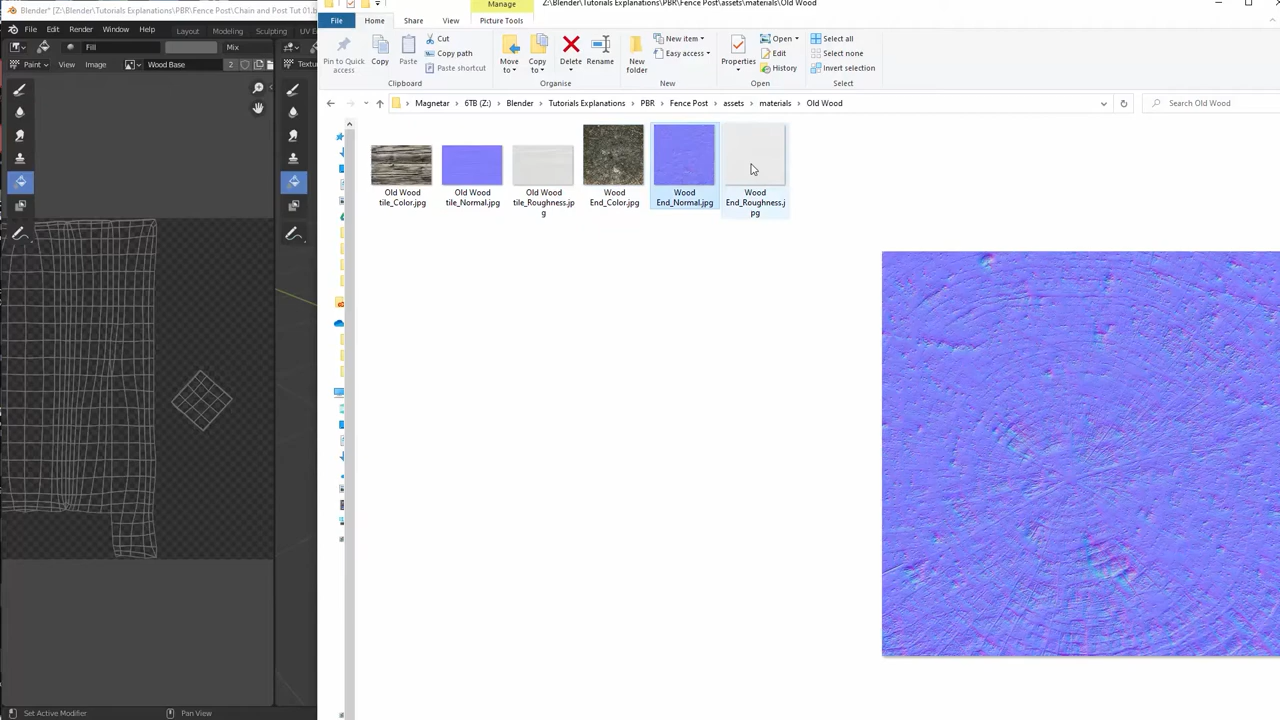 Blender* [Z:\Blender\Tutorials Explanations\PBR\Fence Post\Chain and Post Tut 01.b
File Edit Render Window Help Layout Modeling Sculpting UV E
Fill Mix
Paint View Image Wood Base 2 Textu
Set Active Modifier Pan View
Manage Z:\Blender\Tutorials Explanations\PBR\Fence Post\assets\materials\Old Wood
File Home Share View Picture Tools
Pin to Quick access
Copy
Paste
Cut
Copy path
Paste shortcut
Clipboard
Move to
Copy to
Delete
Rename
Organise
New folder
New item
Easy access
New
Properties
Open
Edit
History
Open
Select all
Select none
Invert selection
Select
Magnetar > 6TB (Z:) > Blender > Tutorials Explanations > PBR > Fence Post > assets > materials > Old Wood
Search Old Wood
Old Wood
tile_Color.jpg
Old Wood
tile_Normal.jpg
Old Wood
tile_Roughness.jp
g
Wood
End_Color.jpg
Wood
End_Normal.jpg
Wood
End_Roughness.j
pg